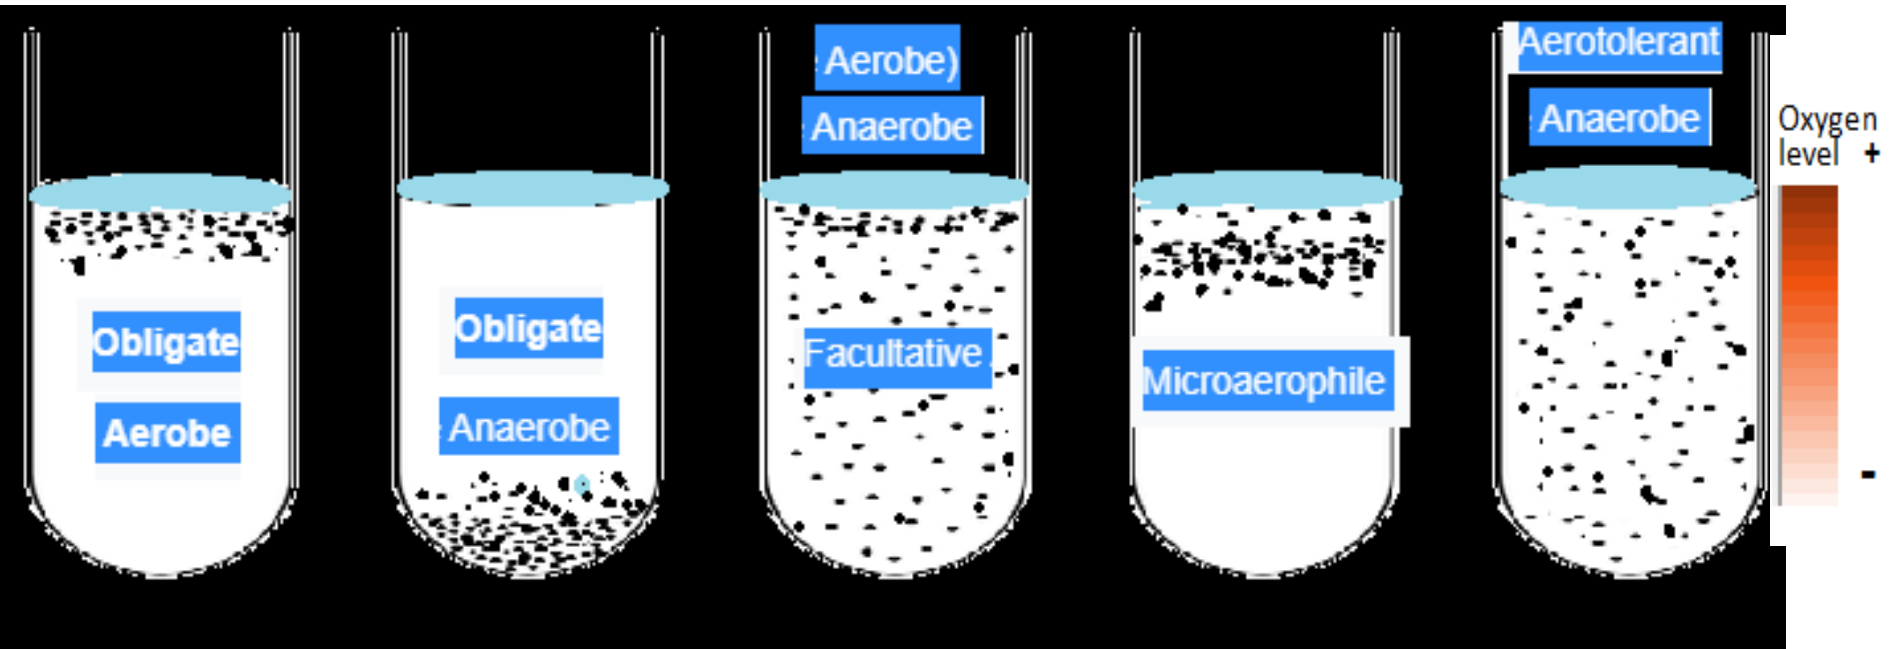 Obligate
Aerobe
Obligate
Anaerobe
Aerobe)
Anaerobe
Facultative
Microaerophile
Aerotolerant
Anaerobe
Oxygen
level +
-